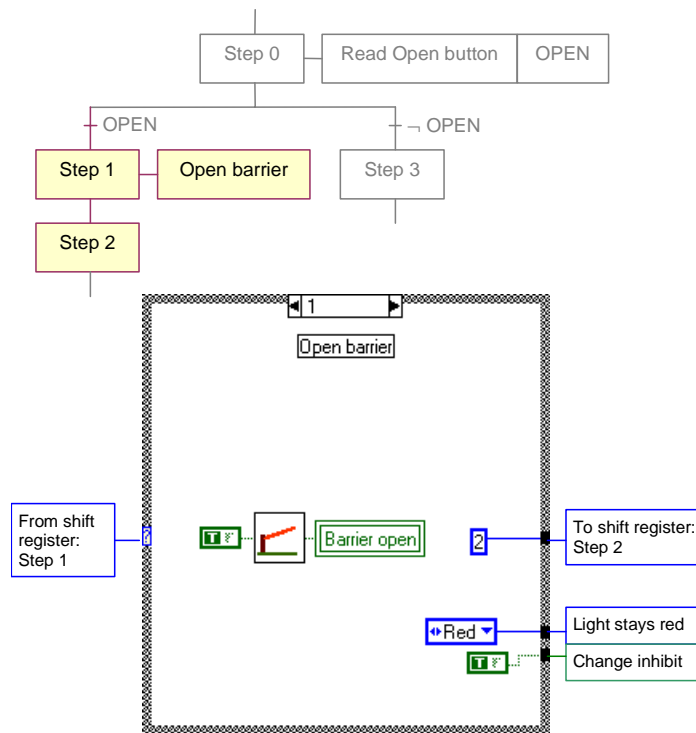 Step 0
Read Open button
OPEN
OPEN
¬ OPEN
Step 1
Open barrier
Step 3
Step 2
1
Open barrier
From shift
register:
Step 1
?
T F
Barrier open
2
To shift register:
Step 2
Red
Light stays red
T F
Change inhibit